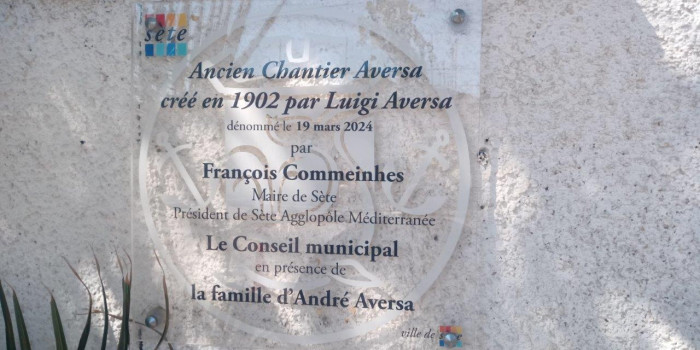 sète
Ancien Chantier Aversa
créé en 1902 par Luigi Aversa
dénommé le 19 mars 2024
par
François Commeinhes
Maire de Sète
Président de Sète Agglopôle Méditerranée
Le Conseil municipal
en présence de
la famille d'André Aversa
ville de